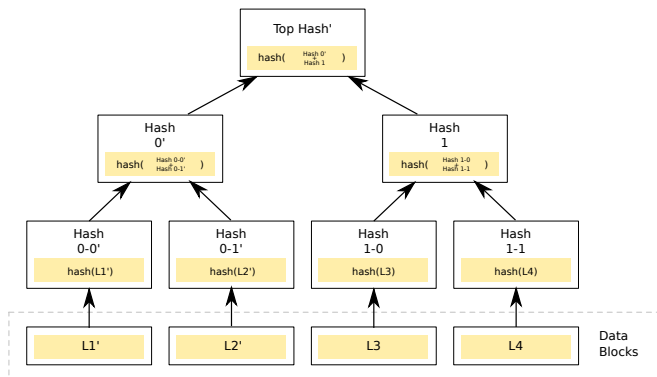 Top Hash'
hash( Hash 0' + Hash 1 )
Hash
0'
hash( Hash 0-0' + Hash 0-1' )
Hash
1
hash( Hash 1-0 + Hash 1-1 )
Hash
0-0'
hash(L1')
Hash
0-1'
hash(L2')
Hash
1-0
hash(L3)
Hash
1-1
hash(L4)
L1'
L2'
L3
L4
Data
Blocks